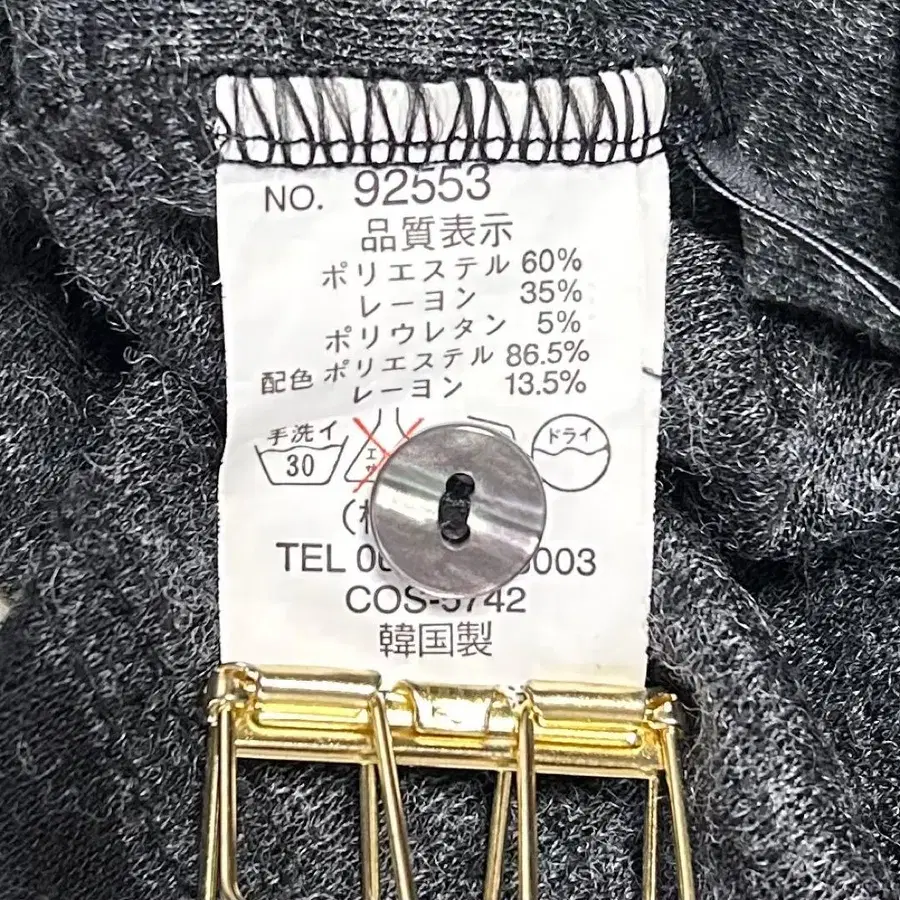 NO. 92553
品質表示
ポリエステル 60%
レーヨン 35%
ポリウレタン 5%
配色 ポリエステル 86.5%
レーヨン 13.5%
手洗イ
30
ドライ
TEL
COS-5742
韓国製